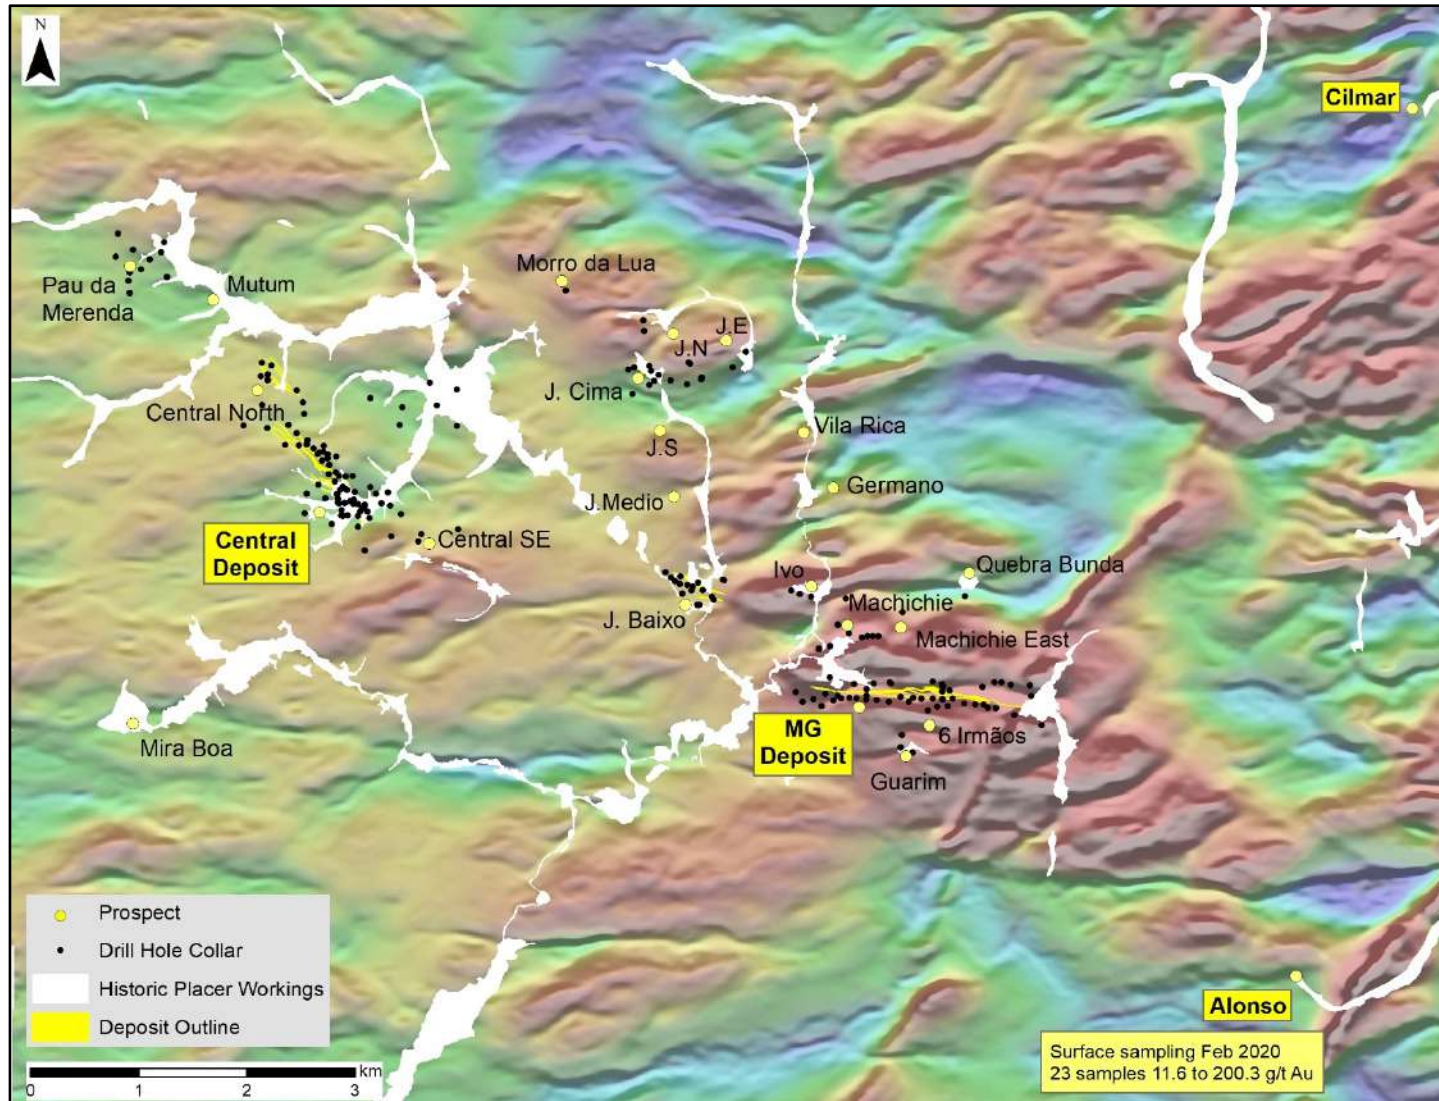 N
Cilmar
Morro da Lua
Pau da
Merenda
Mutum
J.E
J.N
J. Cima
Central North
Vila Rica
J.S
Germano
J.Medio
Central
Deposit
Central SE
Ivo
Quebra Bunda
Machichie
J. Baixo
Machichie East
MG
Deposit
6 Irmãos
Mira Boa
Guarim
Prospect
Drill Hole Collar
Historic Placer Workings
Deposit Outline
Alonso
Surface sampling Feb 2020
23 samples 11.6 to 200.3 g/t Au
km
0 1 2 3